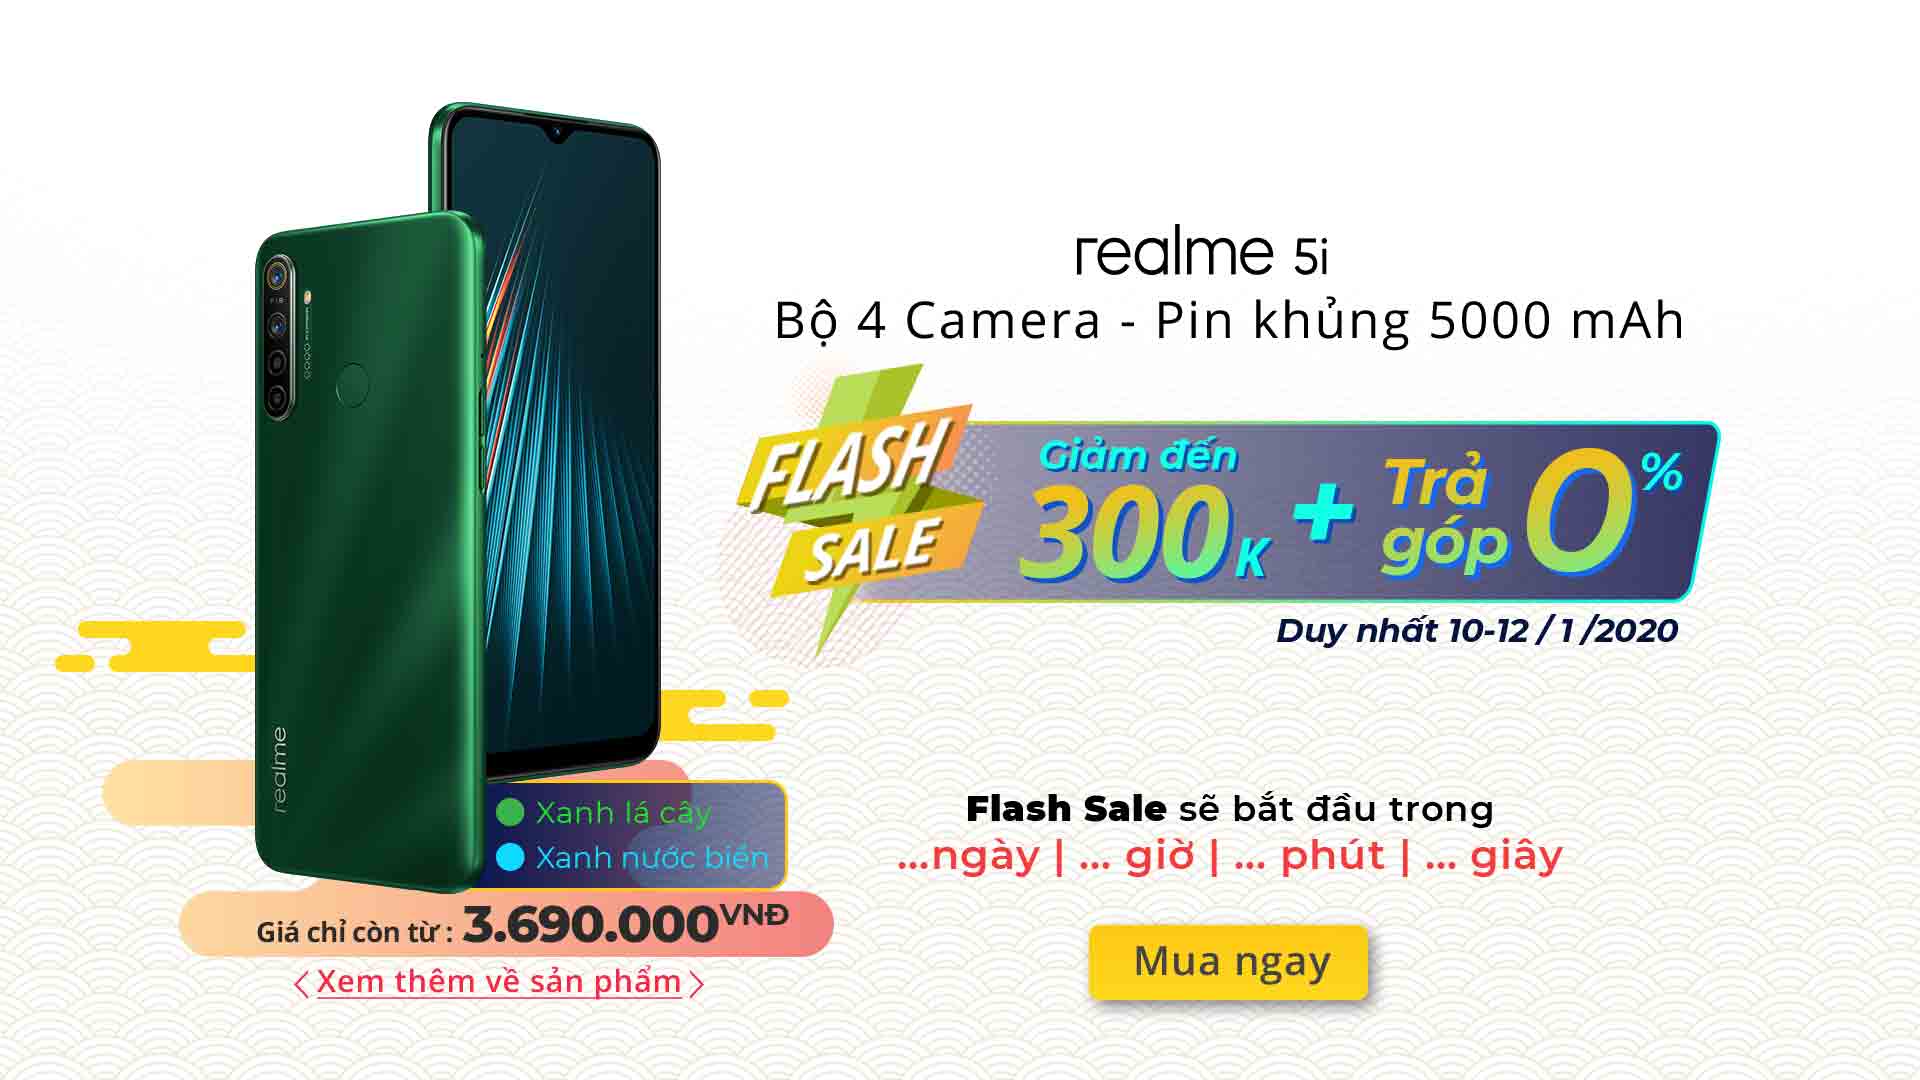 realme 5i
Bộ 4 Camera - Pin khủng 5000 mAh
FLASH
SALE
Giảm đến
300K
+
Trả
góp
0%
Duy nhất 10-12 / 1 /2020
realme
Xanh lá cây
Xanh nước biển
Giá chỉ còn từ : 3.690.000VNĐ
<Xem thêm về sản phẩm>
Flash Sale sẽ bắt đầu trong
...ngày | ... giờ | ... phút | ... giây
Mua ngay